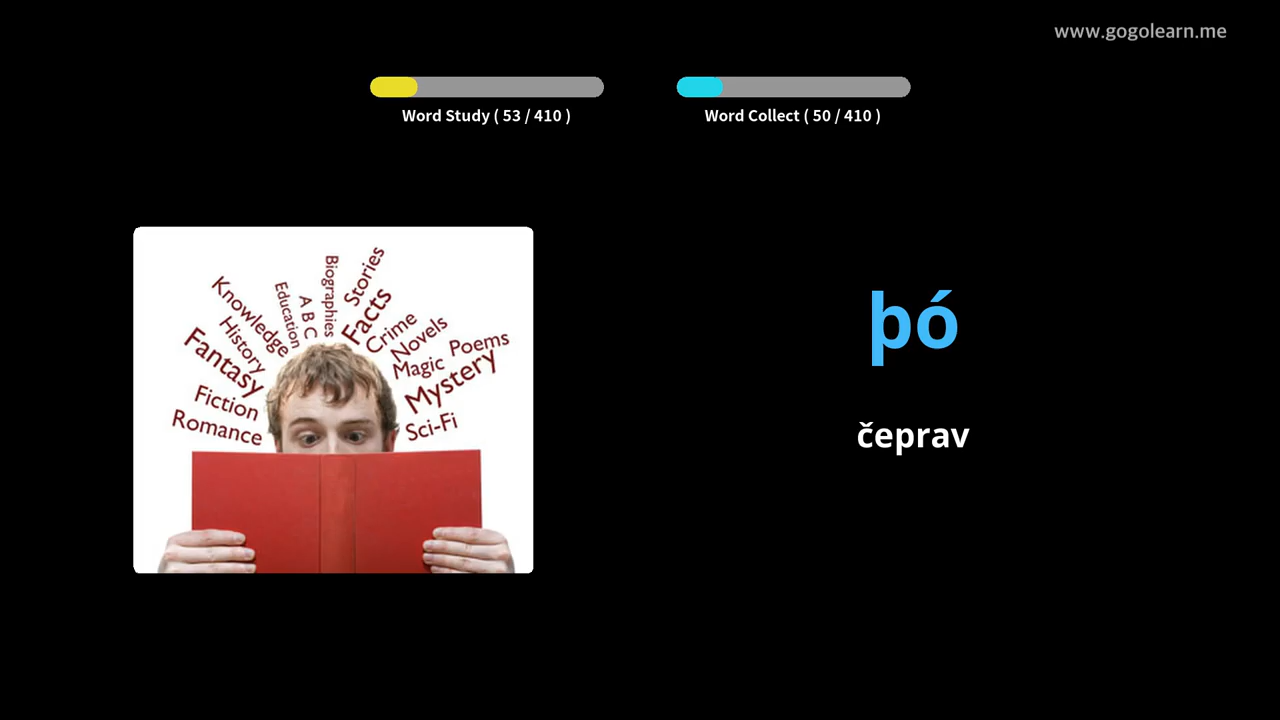 www.gogolearn.me
Word Study ( 53 / 410 )
Word Collect ( 50 / 410 )
Biographies
Stories
Knowledge
Education
A B C
Facts
History
Crime
Novels
Fantasy
Magic
Poems
Mystery
Fiction
Romance
Sci-Fi
þó
čeprav